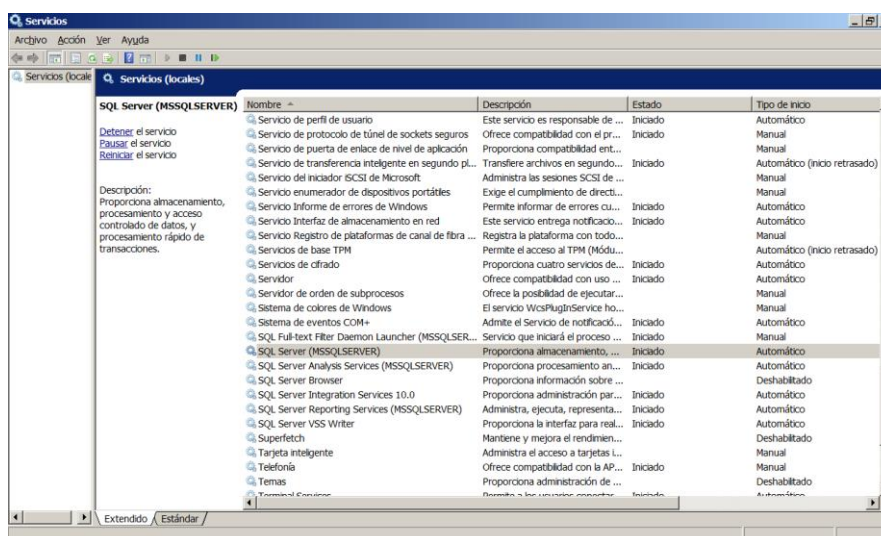 Servicios
Archivo Acción Ver Ayuda
Servicios (locale
Servicios (locales)
SQL Server (MSSQLSERVER)
Detener el servicio
Pausar el servicio
Reiniciar el servicio
Descripción:
Proporciona almacenamiento,
procesamiento y acceso
controlado de datos, y
procesamiento rápido de
transacciones.
Nombre Descripción Estado Tipo de inicio
Servicio de perfil de usuario Este servicio es responsable de ... Iniciado Automático
Servicio de protocolo de túnel de sockets seguros Ofrece compatibilidad con el pr... Iniciado Manual
Servicio de puerta de enlace de nivel de aplicación Proporciona compatibilidad ent... Manual
Servicio de transferencia inteligente en segundo pl... Transfiere archivos en segundo... Iniciado Automático (inicio retrasado)
Servicio del iniciador iSCSI de Microsoft Administra las sesiones SCSI de ... Manual
Servicio enumerador de dispositivos portátiles Exige el cumplimiento de directi... Manual
Servicio Informe de errores de Windows Permite informar de errores cu... Iniciado Automático
Servicio Interfaz de almacenamiento en red Este servicio entrega notificacio... Iniciado Automático
Servicio Registro de plataformas de canal de fibra ... Registra la plataforma con todo... Manual
Servicios de base TPM Permite el acceso al TPM (Módu... Automático (inicio retrasado)
Servicios de cifrado Proporciona cuatro servicios de... Iniciado Automático
Servidor Ofrece compatibilidad con uso ... Iniciado Automático
Servidor de orden de subprocesos Ofrece la posibilidad de ejecutar... Manual
Sistema de colores de Windows El servicio WcsPlugInService ho... Manual
Sistema de eventos COM+ Admite el Servicio de notificació... Iniciado Automático
SQL Full-text Filter Daemon Launcher (MSSQLSER... Servicio que iniciará el proceso ... Iniciado Manual
SQL Server (MSSQLSERVER) Proporciona almacenamiento, ... Iniciado Automático
SQL Server Analysis Services (MSSQLSERVER) Proporciona procesamiento an... Iniciado Automático
SQL Server Browser Proporciona información sobre ... Deshabilitado
SQL Server Integration Services 10.0 Proporciona administración par... Iniciado Automático
SQL Server Reporting Services (MSSQLSERVER) Administra, ejecuta, representa... Iniciado Automático
SQL Server VSS Writer Proporciona la interfaz para real... Iniciado Automático
Superfetch Mantiene y mejora el rendimien... Deshabilitado
Tarjeta inteligente Administra el acceso a tarjetas i... Manual
Telefonía Ofrece compatibilidad con la AP... Iniciado Manual
Temas Proporciona administración de ... Deshabilitado
Terminal Services Permite a los usuarios conectar... Iniciado Automático
Extendido Estándar